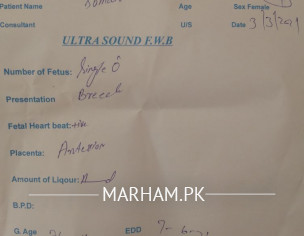 Patient Name Age Sex Female
Consultant U/S Date 3/3/2021
ULTRA SOUND F.W.B
Number of Fetus: Single
Presentation Breech
Fetal Heart beat: +ive
Placenta: Anterior
Amount of Liqour:
MARHAM.PK
B.P.D:
G. Age EDD